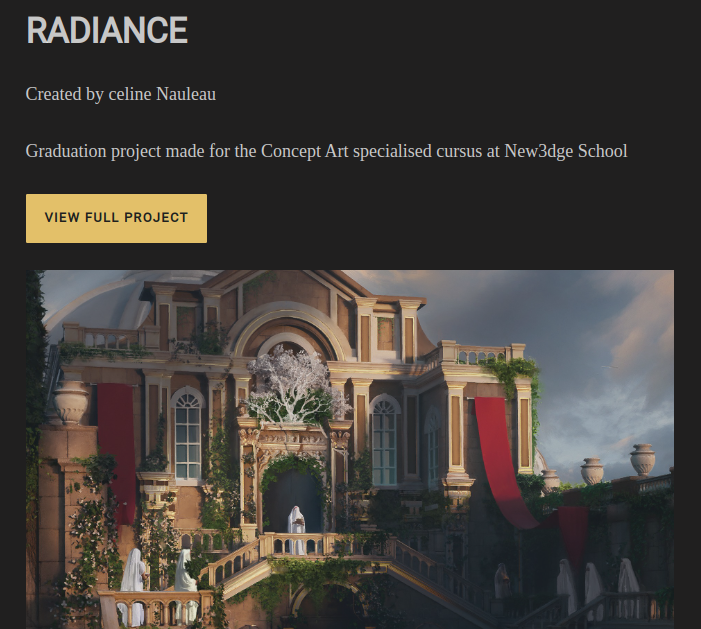 RADIANCE
Created by celine Nauleau
Graduation project made for the Concept Art specialised cursus at New3dge School
VIEW FULL PROJECT